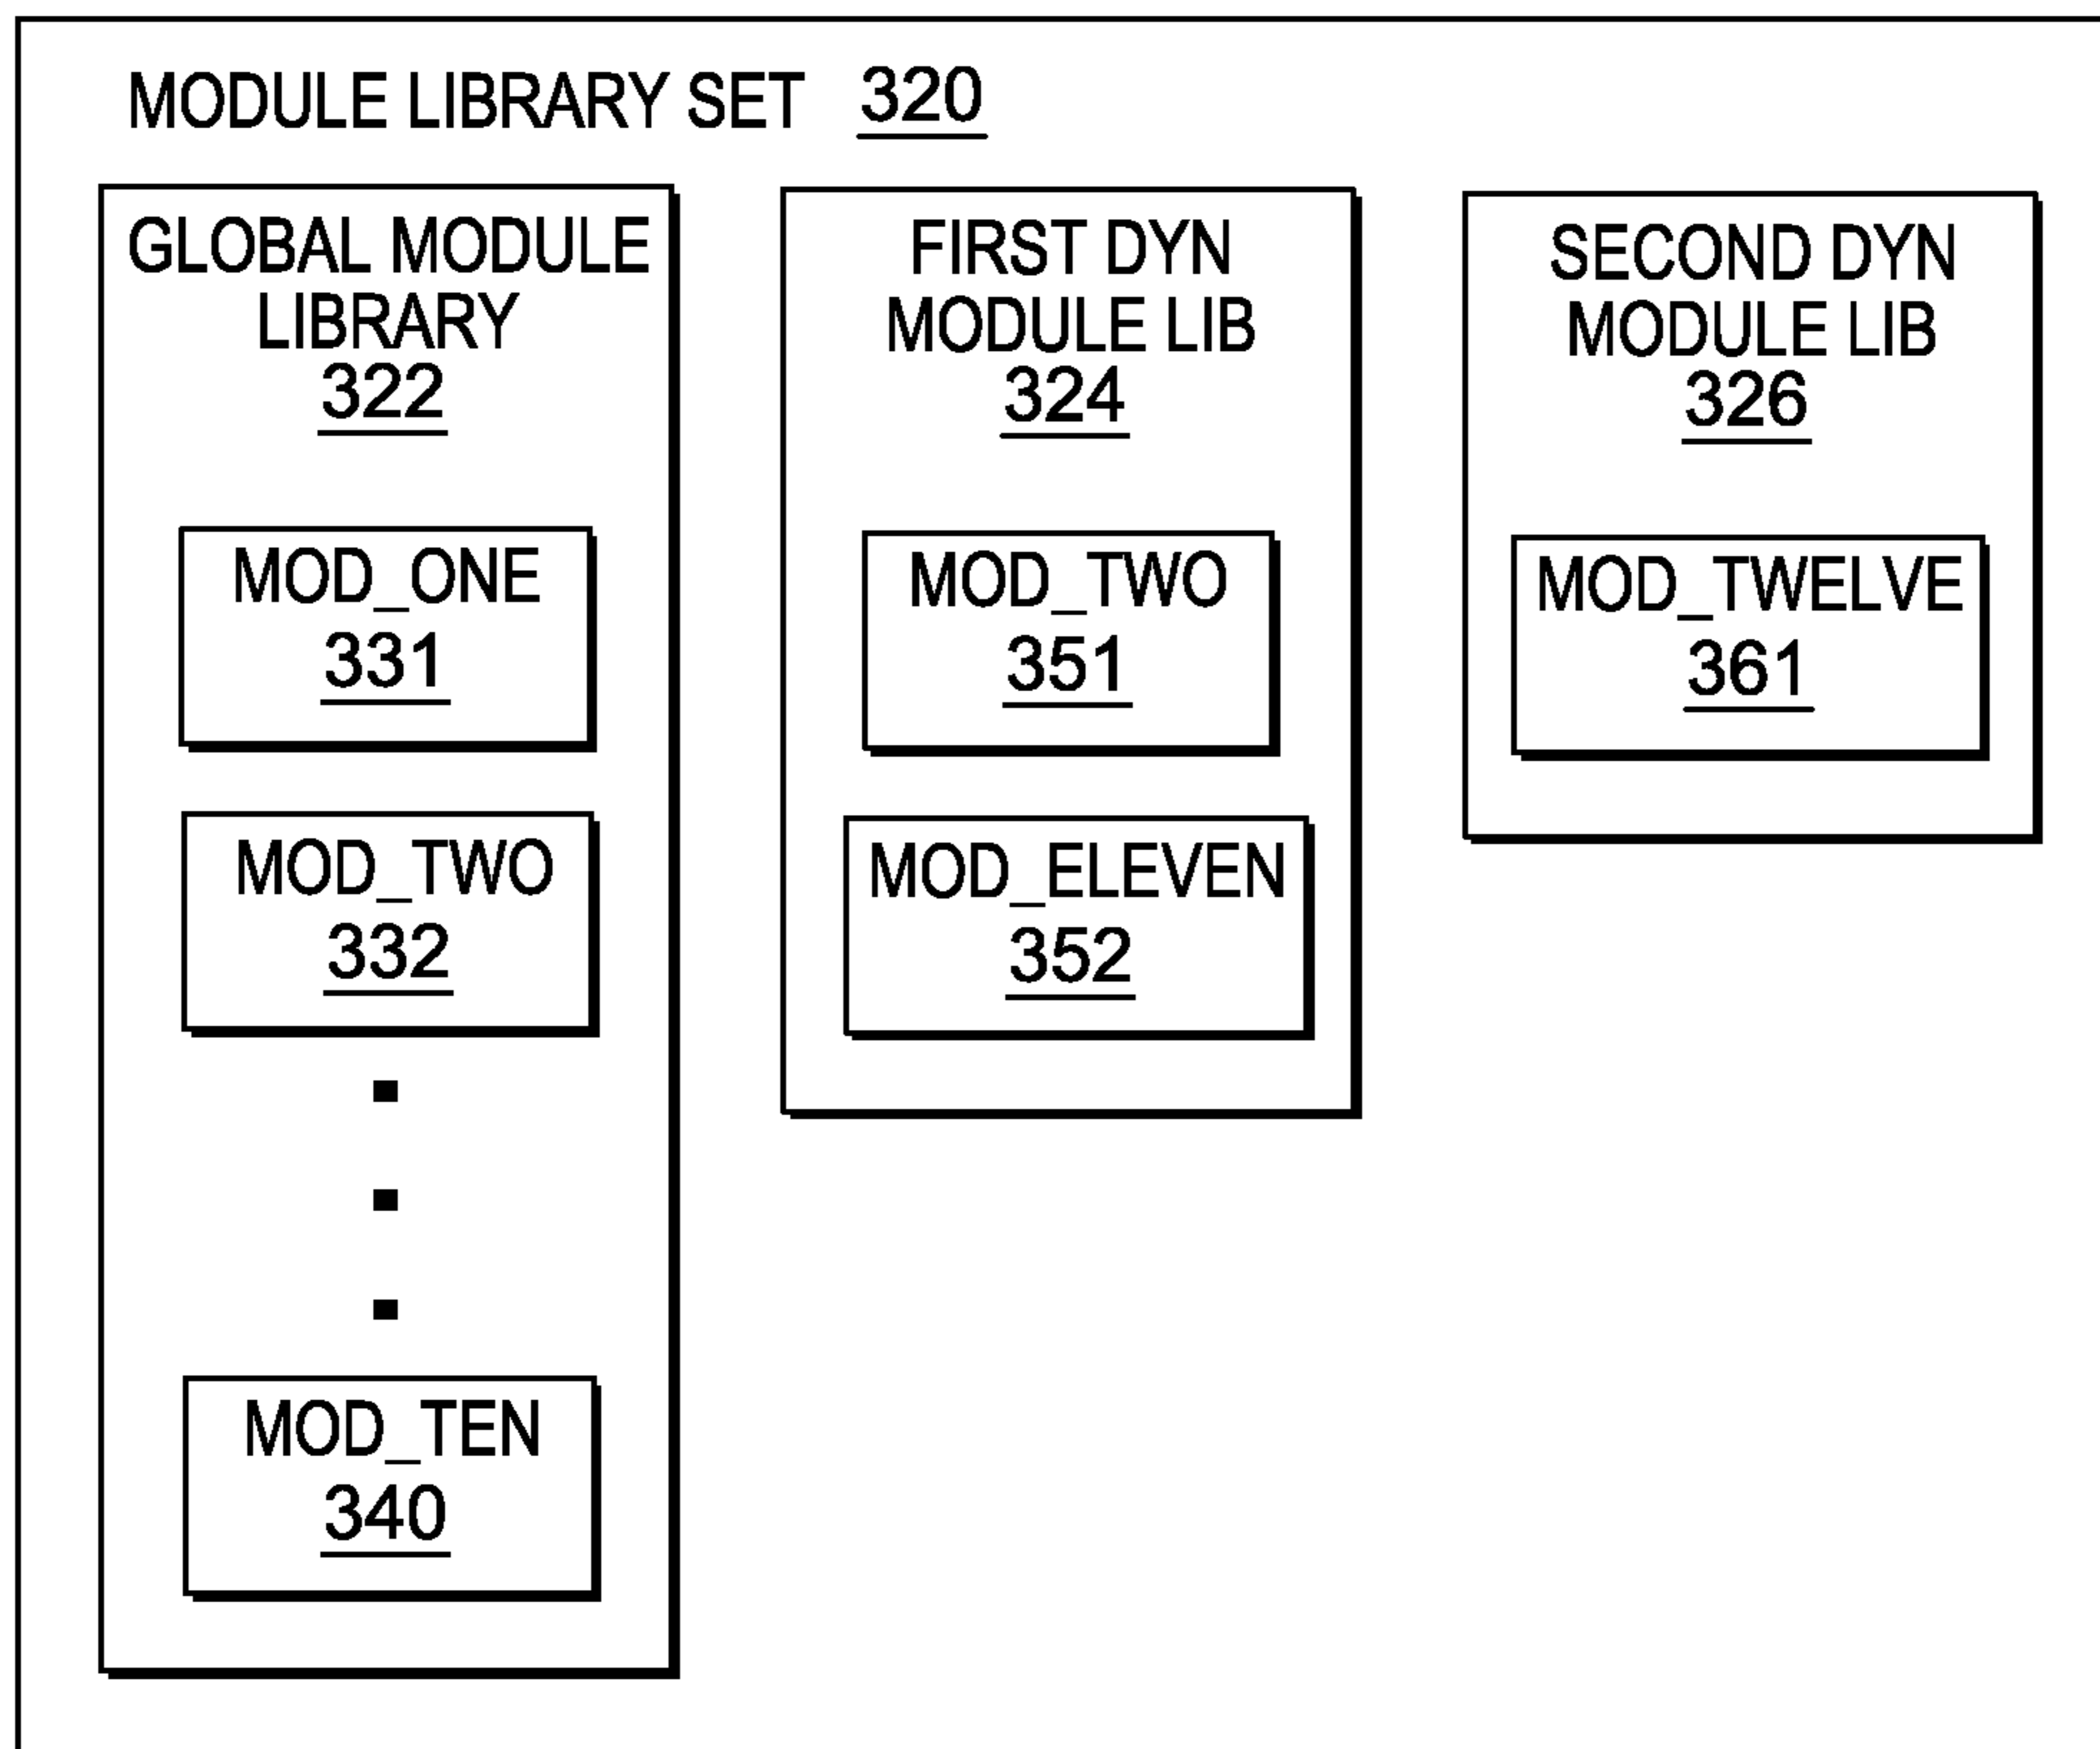 MODULE LIBRARY SET 320
GLOBAL MODULE
LIBRARY
322
MOD_ONE
331
MOD_TWO
332
MOD_TEN
340
FIRST DYN
MODULE LIB
324
MOD_TWO
351
MOD_ELEVEN
352
SECOND DYN
MODULE LIB
326
MOD_TWELVE
361